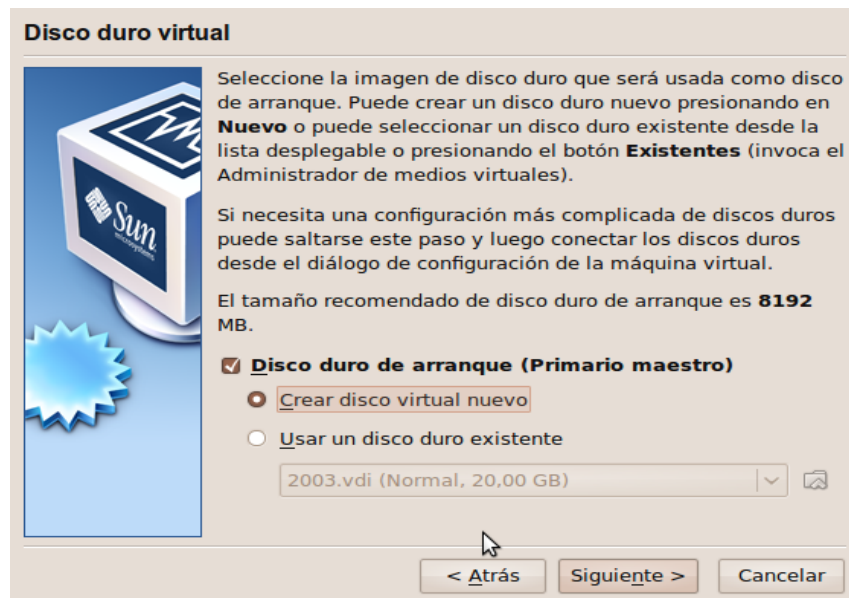 Disco duro virtual
Seleccione la imagen de disco duro que será usada como disco
de arranque. Puede crear un disco duro nuevo presionando en
Nuevo o puede seleccionar un disco duro existente desde la
lista desplegable o presionando el botón Existentes (invoca el
Administrador de medios virtuales).
Si necesita una configuración más complicada de discos duros
puede saltarse este paso y luego conectar los discos duros
desde el diálogo de configuración de la máquina virtual.
El tamaño recomendado de disco duro de arranque es 8192
MB.
Sun
microsystems
Disco duro de arranque (Primario maestro)
Crear disco virtual nuevo
Usar un disco duro existente
2003.vdi (Normal, 20,00 GB)
< Atrás
Siguiente >
Cancelar